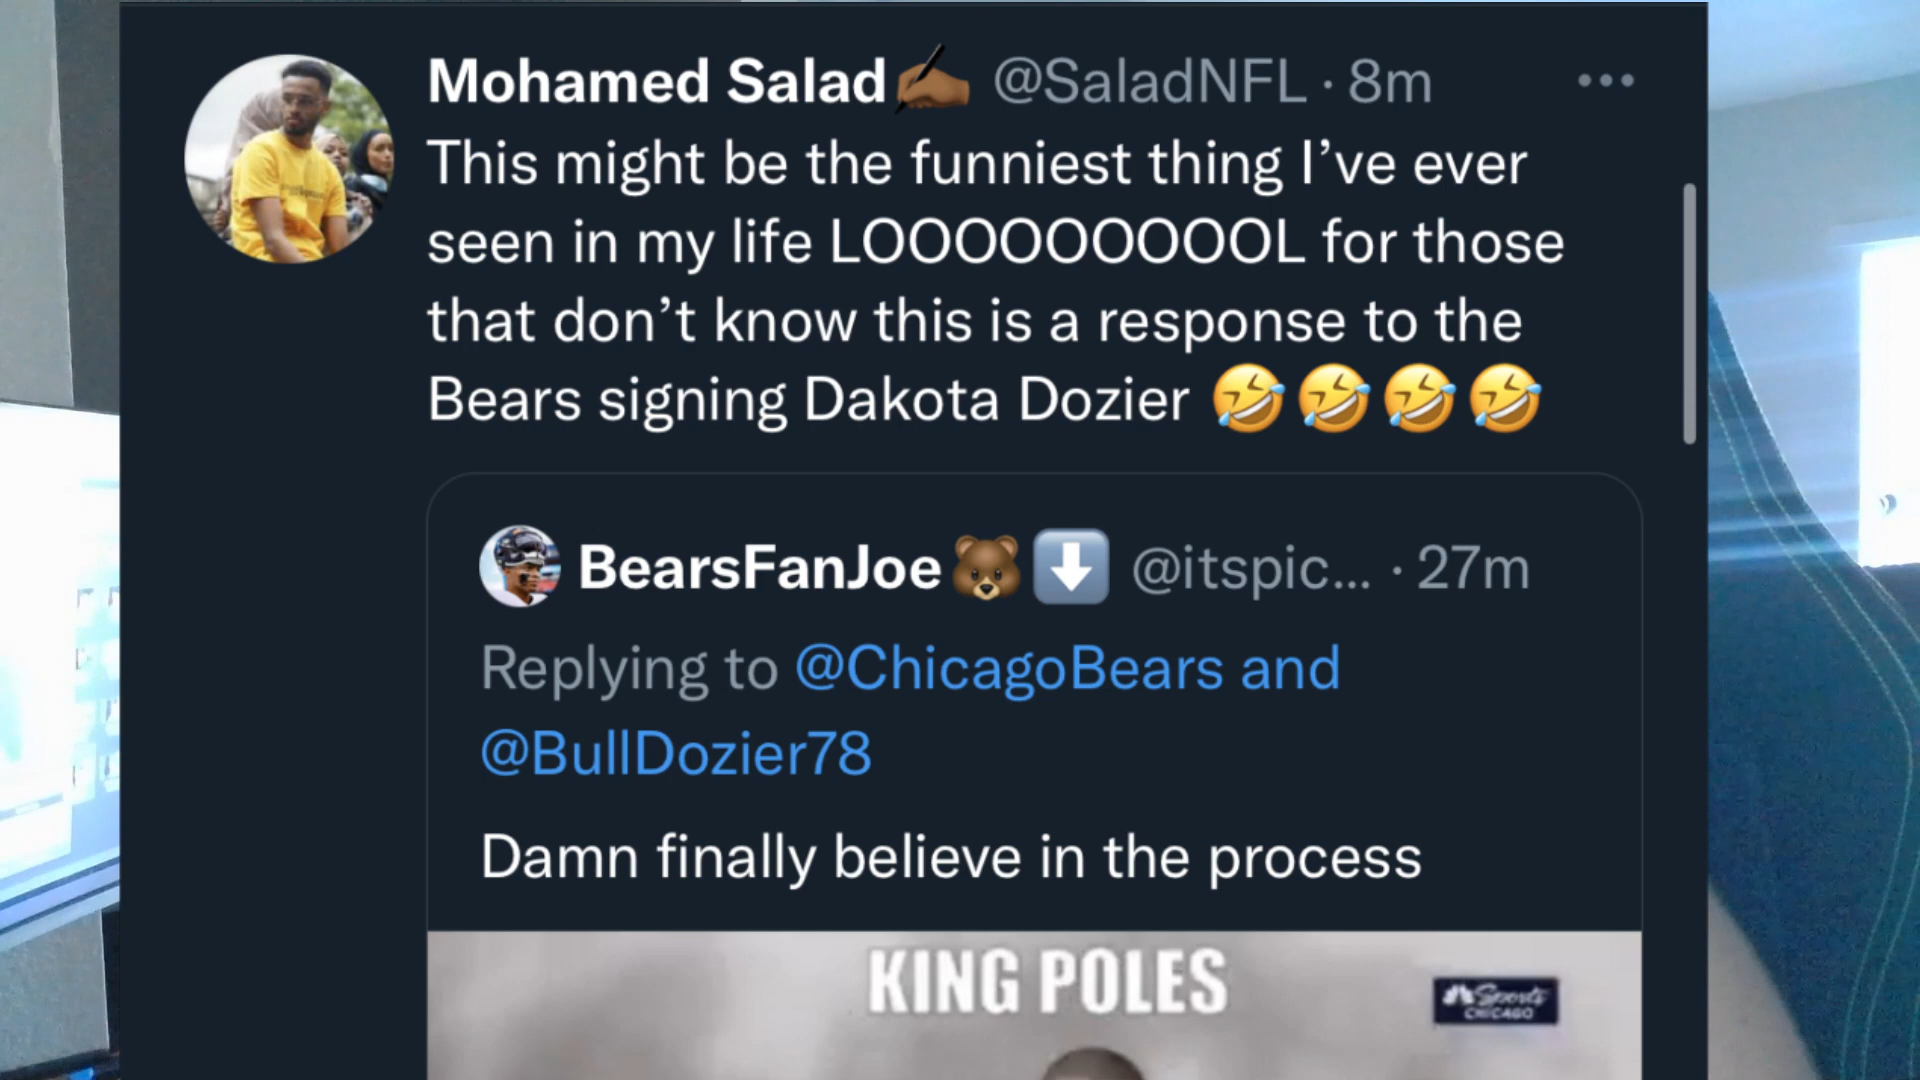 Mohamed Salad✍🏾 @SaladNFL · 8m
This might be the funniest thing I’ve ever
seen in my life LOOOOOOOOOL for those
that don’t know this is a response to the
Bears signing Dakota Dozier 🤣🤣🤣🤣
BearsFanJoe🐻⬇️ @itspic... · 27m
Replying to @ChicagoBears and
@BullDozier78
Damn finally believe in the process
KING POLES
Sports
CHICAGO